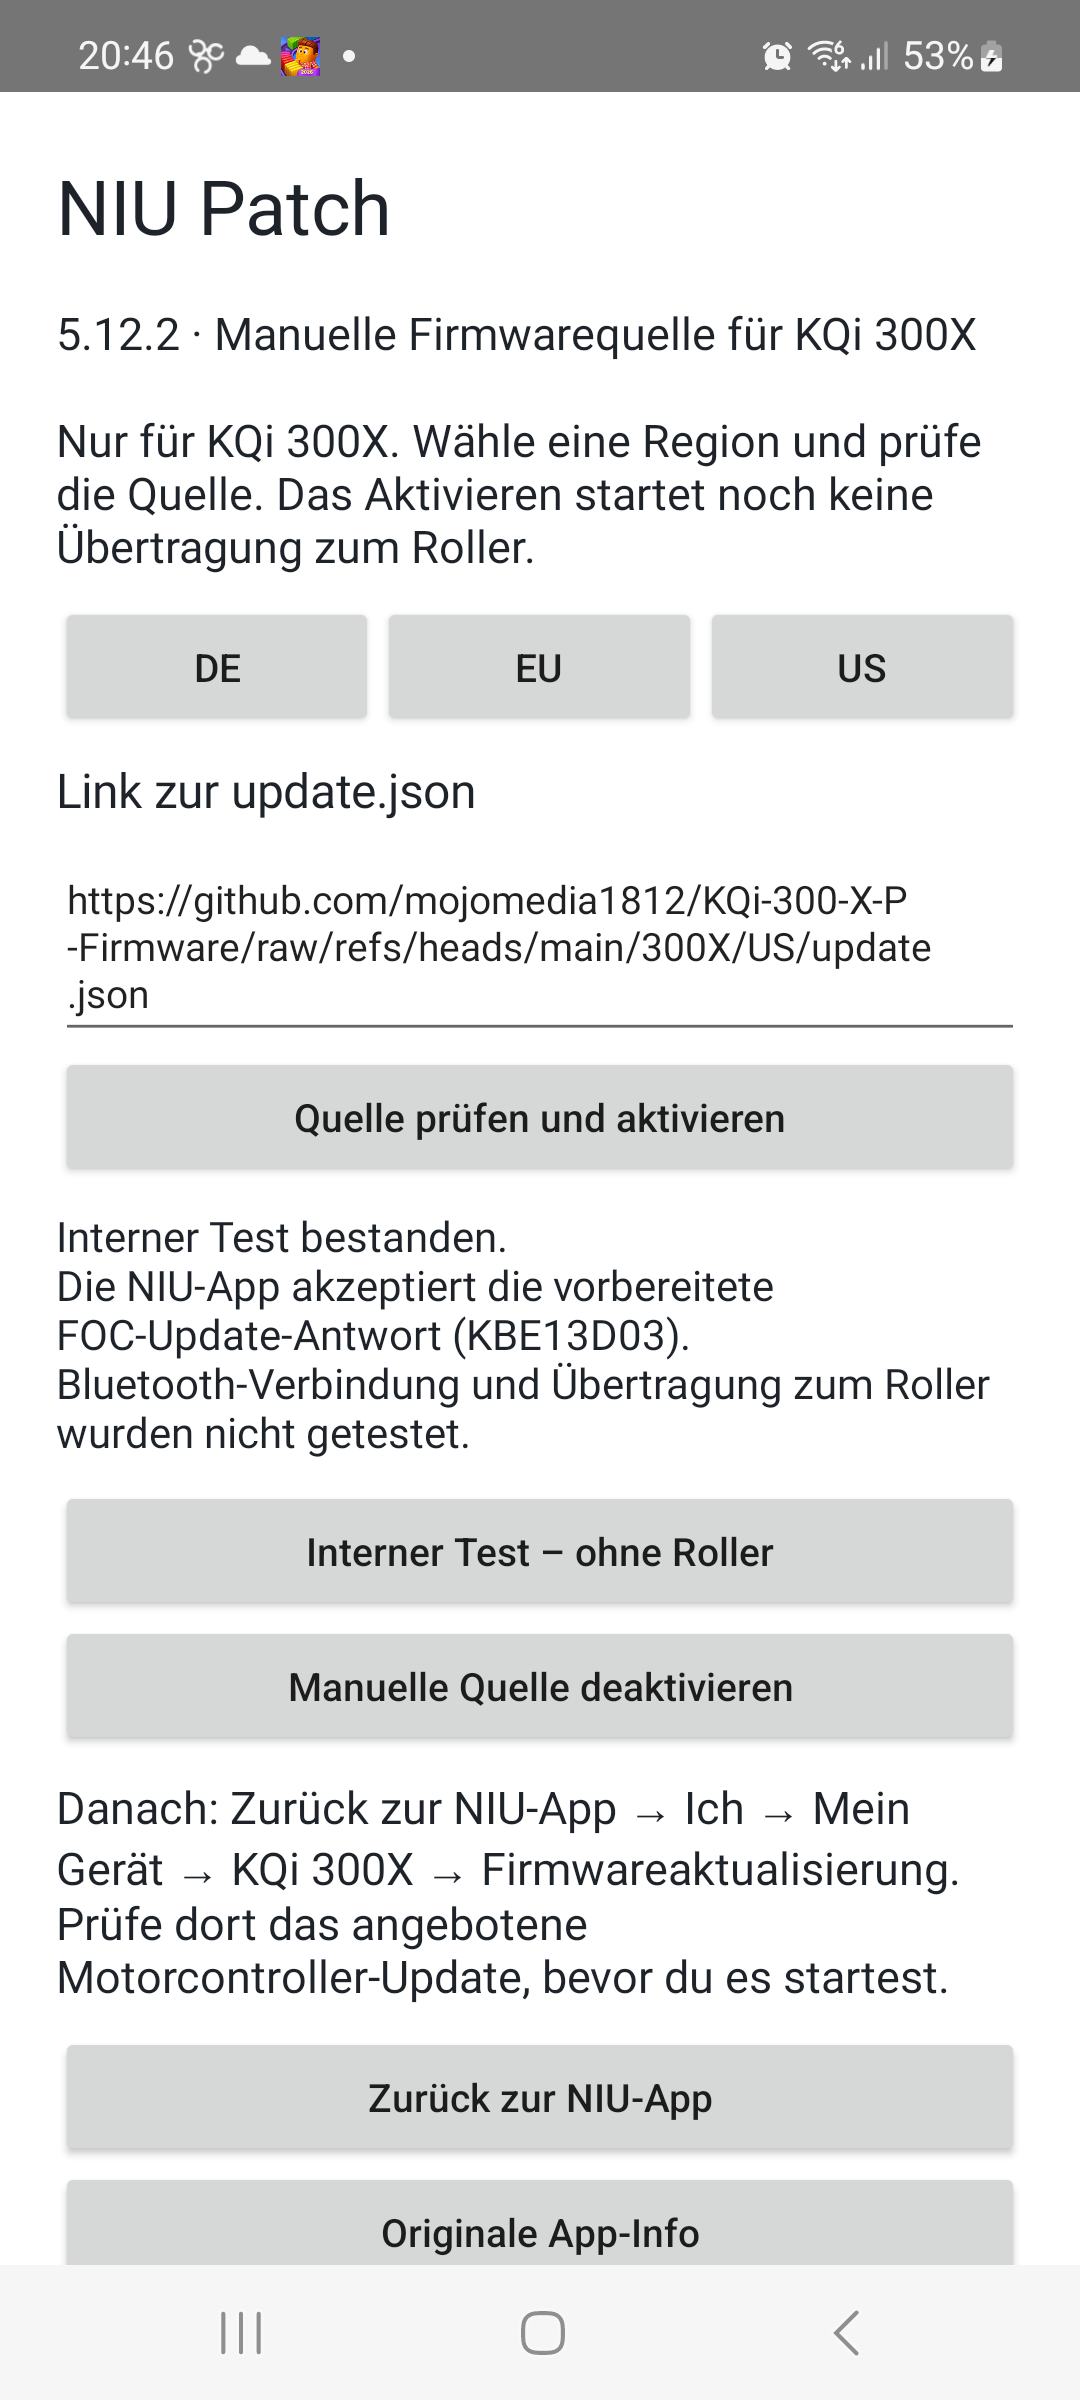 20:46
53%
NIU Patch
5.12.2 · Manuelle Firmwarequelle für KQi 300X
Nur für KQi 300X. Wähle eine Region und prüfe
die Quelle. Das Aktivieren startet noch keine
Übertragung zum Roller.
DE EU US
Link zur update.json
https://github.com/mojomedia1812/KQi-300-X-P
-Firmware/raw/refs/heads/main/300X/US/update
.json
Quelle prüfen und aktivieren
Interner Test bestanden.
Die NIU-App akzeptiert die vorbereitete
FOC-Update-Antwort (KBE13D03).
Bluetooth-Verbindung und Übertragung zum Roller
wurden nicht getestet.
Interner Test – ohne Roller
Manuelle Quelle deaktivieren
Danach: Zurück zur NIU-App → Ich → Mein
Gerät → KQi 300X → Firmwareaktualisierung.
Prüfe dort das angebotene
Motorcontroller-Update, bevor du es startest.
Zurück zur NIU-App
Originale App-Info